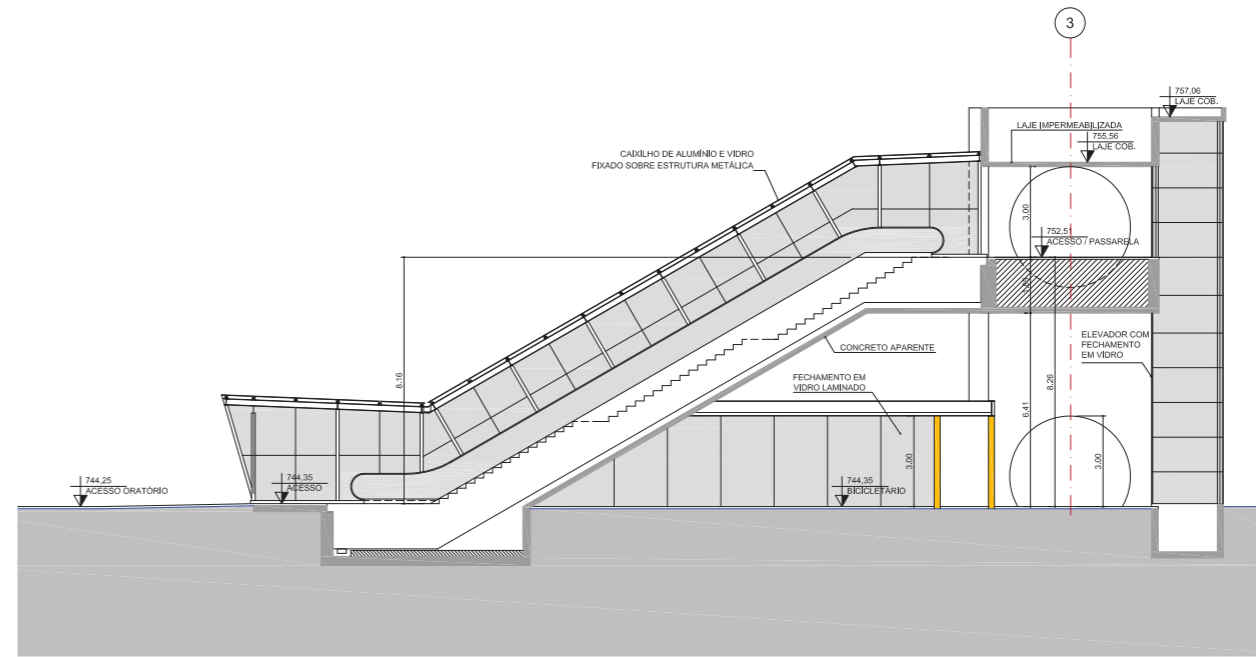 3
757,06
LAJE COB.
LAJE IMPERMEABILIZADA
755,56
LAJE COB.
CAIXILHO DE ALUMÍNIO E VIDRO
FIXADO SOBRE ESTRUTURA METÁLICA
3,00
752,51
ACESSO / PASSARELA
ELEVADOR COM
FECHAMENTO
EM VIDRO
CONCRETO APARENTE
8,16
8,26
6,41
FECHAMENTO EM
VIDRO LAMINADO
3,00
3,00
744,25
ACESSO ORATÓRIO
744,35
ACESSO
744,35
BICICLETÁRIO